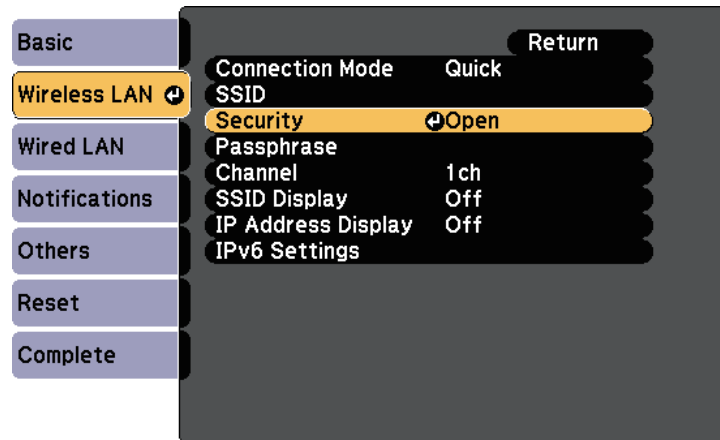 Basic
Wireless LAN
Wired LAN
Notifications
Others
Reset
Complete
Return
Connection Mode Quick
SSID
Security Open
Passphrase
Channel 1ch
SSID Display Off
IP Address Display Off
IPv6 Settings